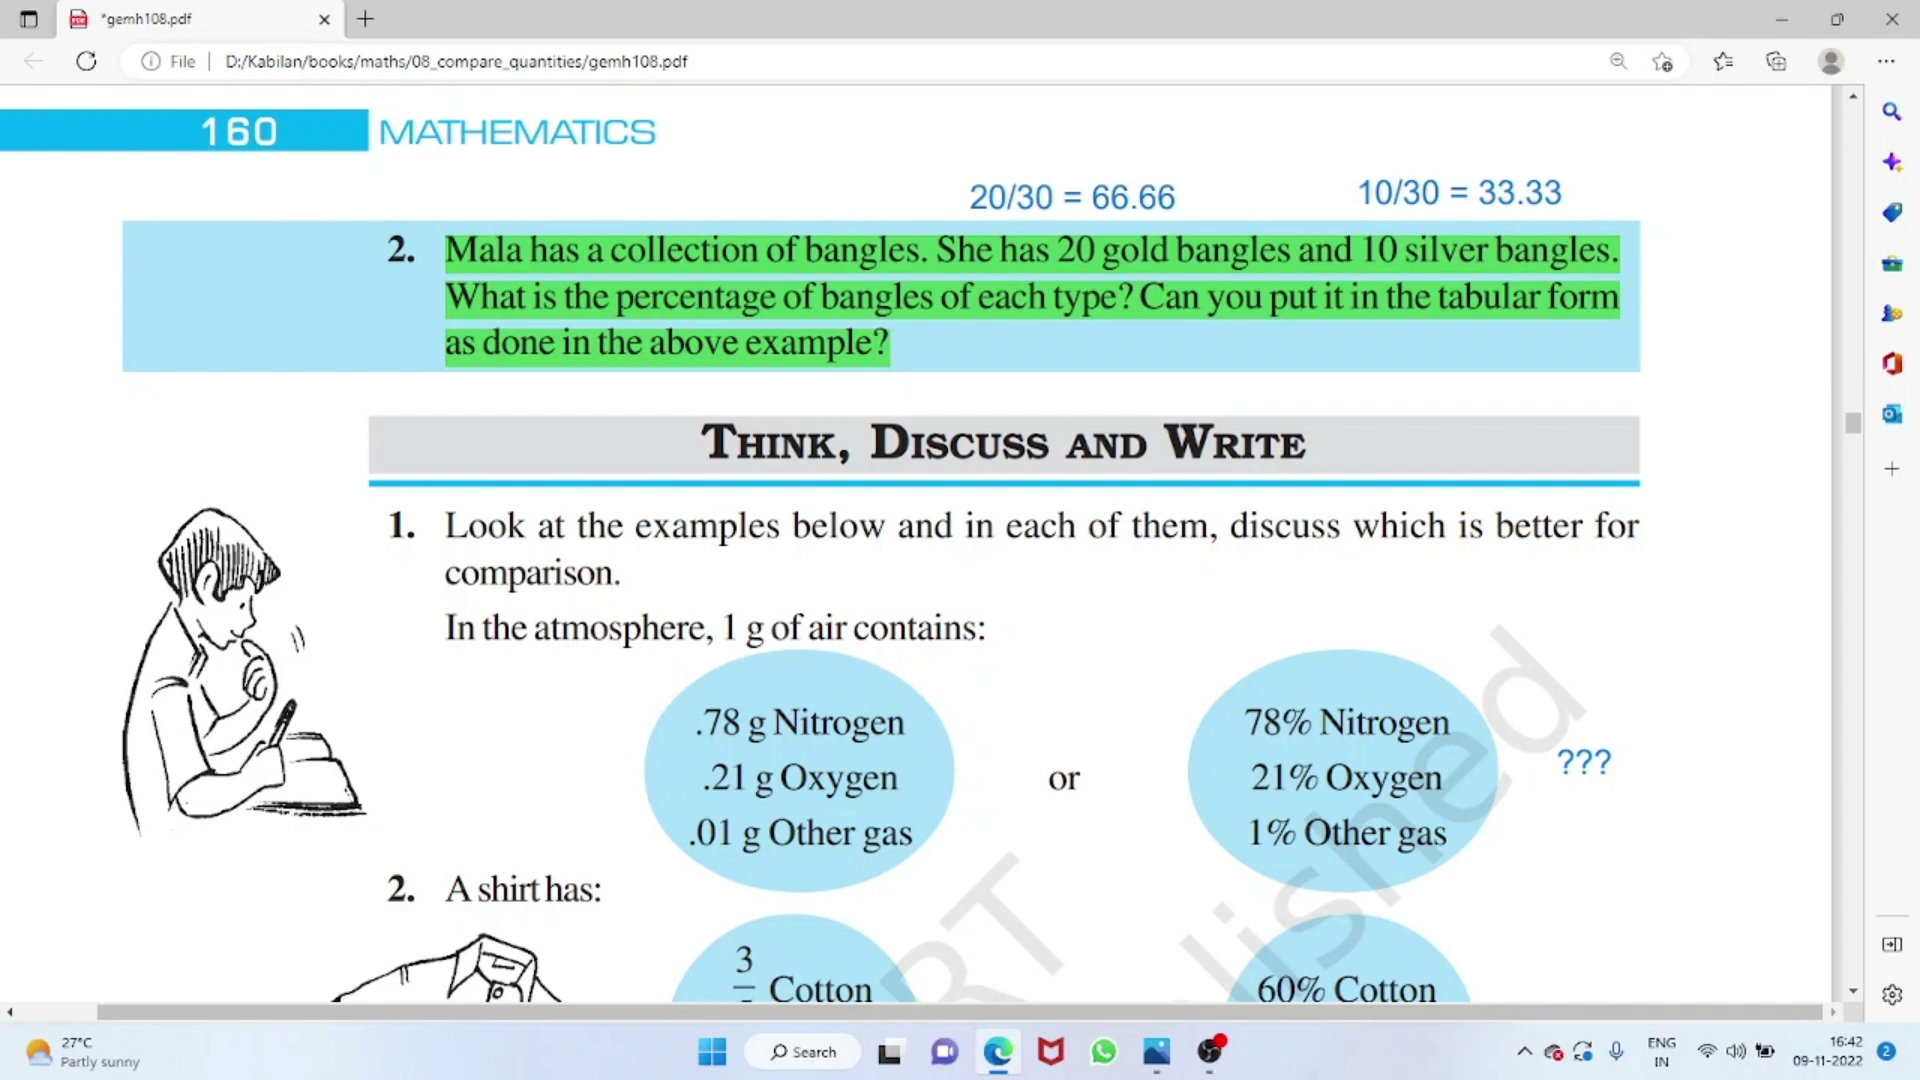 *gemh108.pdf
File
D:/Kabilan/books/maths/08_compare_quantities/gemh108.pdf
160 MATHEMATICS
20/30 = 66.66
10/30 = 33.33
2. Mala has a collection of bangles. She has 20 gold bangles and 10 silver bangles.
What is the percentage of bangles of each type? Can you put it in the tabular form
as done in the above example?
THINK, DISCUSS AND WRITE
1. Look at the examples below and in each of them, discuss which is better for
comparison.
In the atmosphere, 1 g of air contains:
.78 g Nitrogen
.21 g Oxygen
.01 g Other gas
or
78% Nitrogen
21% Oxygen
1% Other gas
???
2. A shirt has:
3
Cotton
60% Cotton
27°C
Partly sunny
Search
ENG
IN
16:42
09-11-2022
2